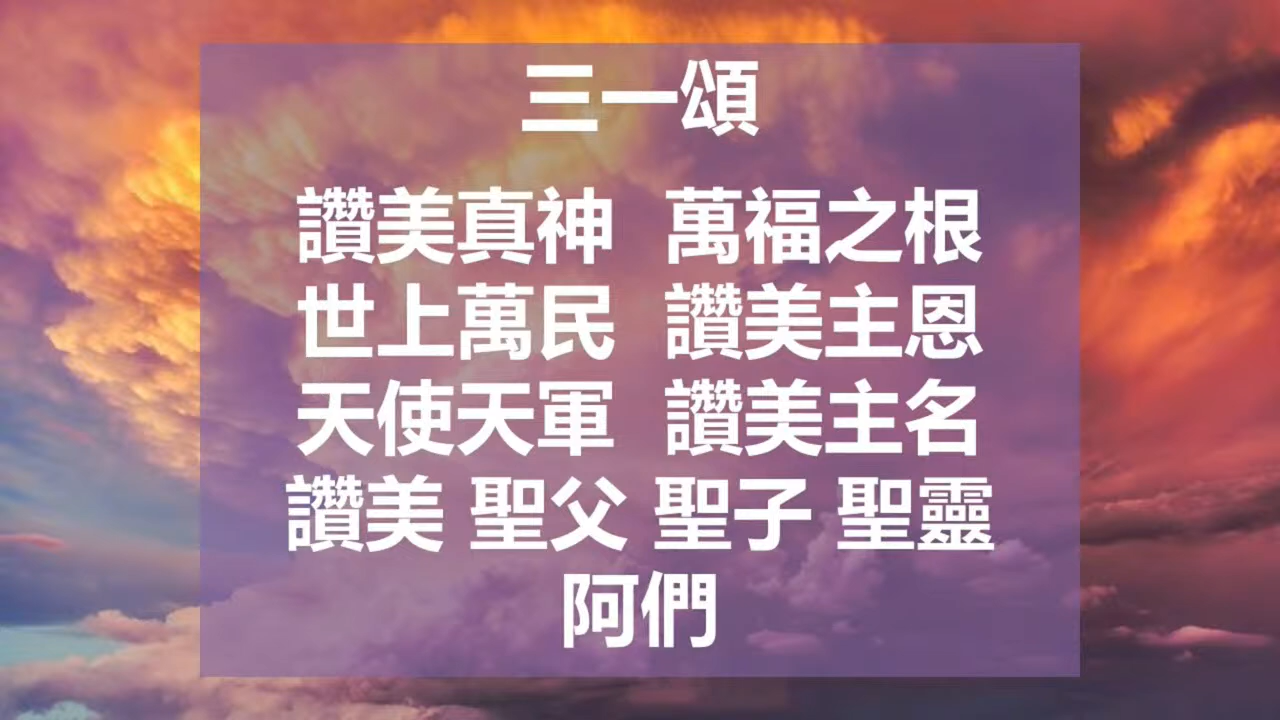 三一頌
讚美真神 萬福之根
世上萬民 讚美主恩
天使天軍 讚美主名
讚美 聖父 聖子 聖靈
阿們